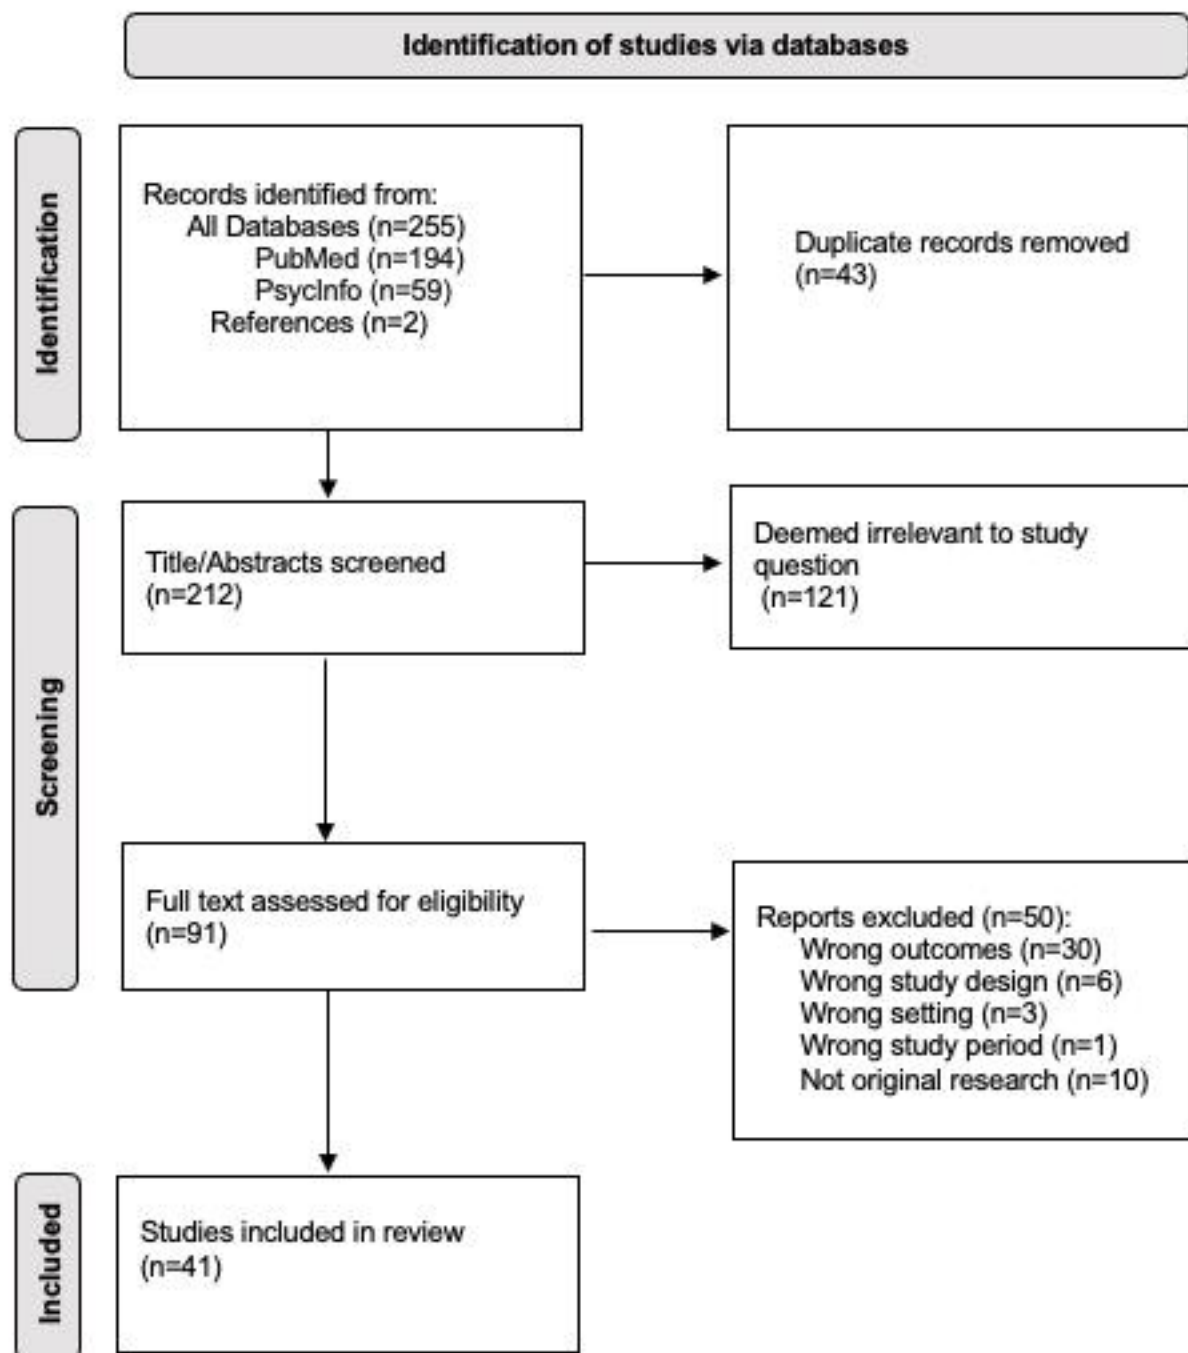 Identification of studies via databases
Identification
Records identified from:
All Databases (n=255)
PubMed (n=194)
PsycInfo (n=59)
References (n=2)
Duplicate records removed
(n=43)
Screening
Title/Abstracts screened
(n=212)
Deemed irrelevant to study
question
(n=121)
Full text assessed for eligibility
(n=91)
Reports excluded (n=50):
Wrong outcomes (n=30)
Wrong study design (n=6)
Wrong setting (n=3)
Wrong study period (n=1)
Not original research (n=10)
Included
Studies included in review
(n=41)